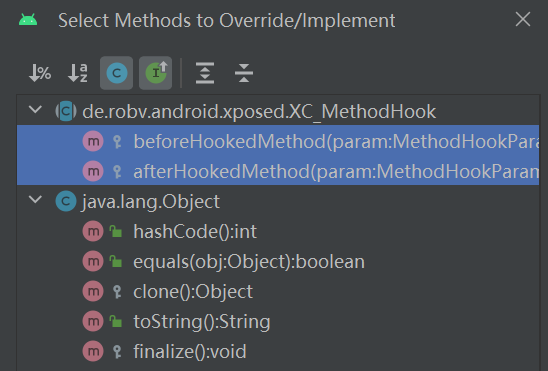 Select Methods to Override/Implement
de.robv.android.xposed.XC_MethodHook
beforeHookedMethod(param:MethodHookPara
afterHookedMethod(param:MethodHookParam
java.lang.Object
hashCode():int
equals(obj:Object):boolean
clone():Object
toString():String
finalize():void